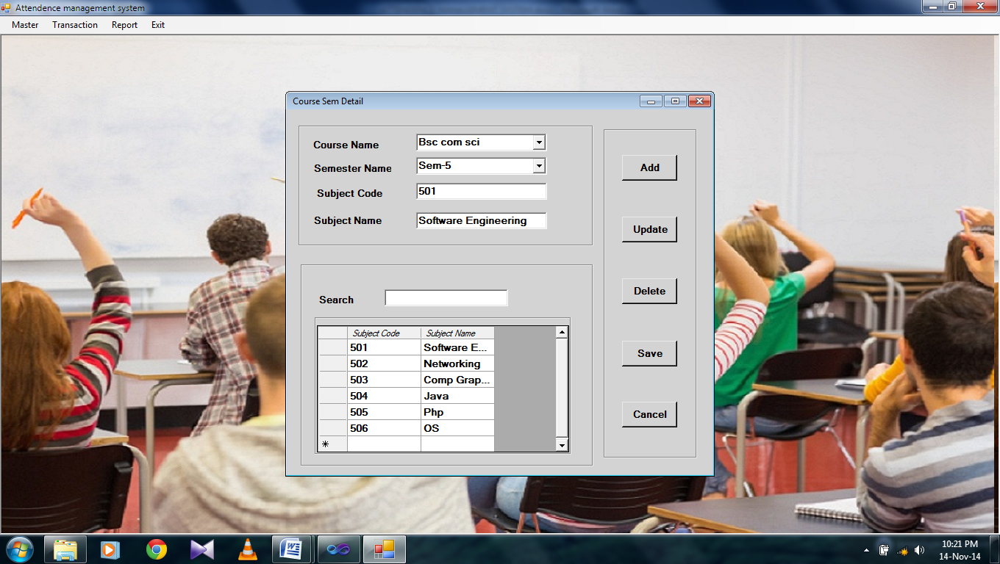 Attendence management system
Master Transaction Report Exit
Course Sem Detail
Course Name Bsc com sci
Semester Name Sem-5
Subject Code 501
Subject Name Software Engineering
Add
Update
Delete
Save
Cancel
Search
Subject Code Subject Name
501 Software E...
502 Networking
503 Comp Grap...
504 Java
505 Php
506 OS
*
10:21 PM
14-Nov-14